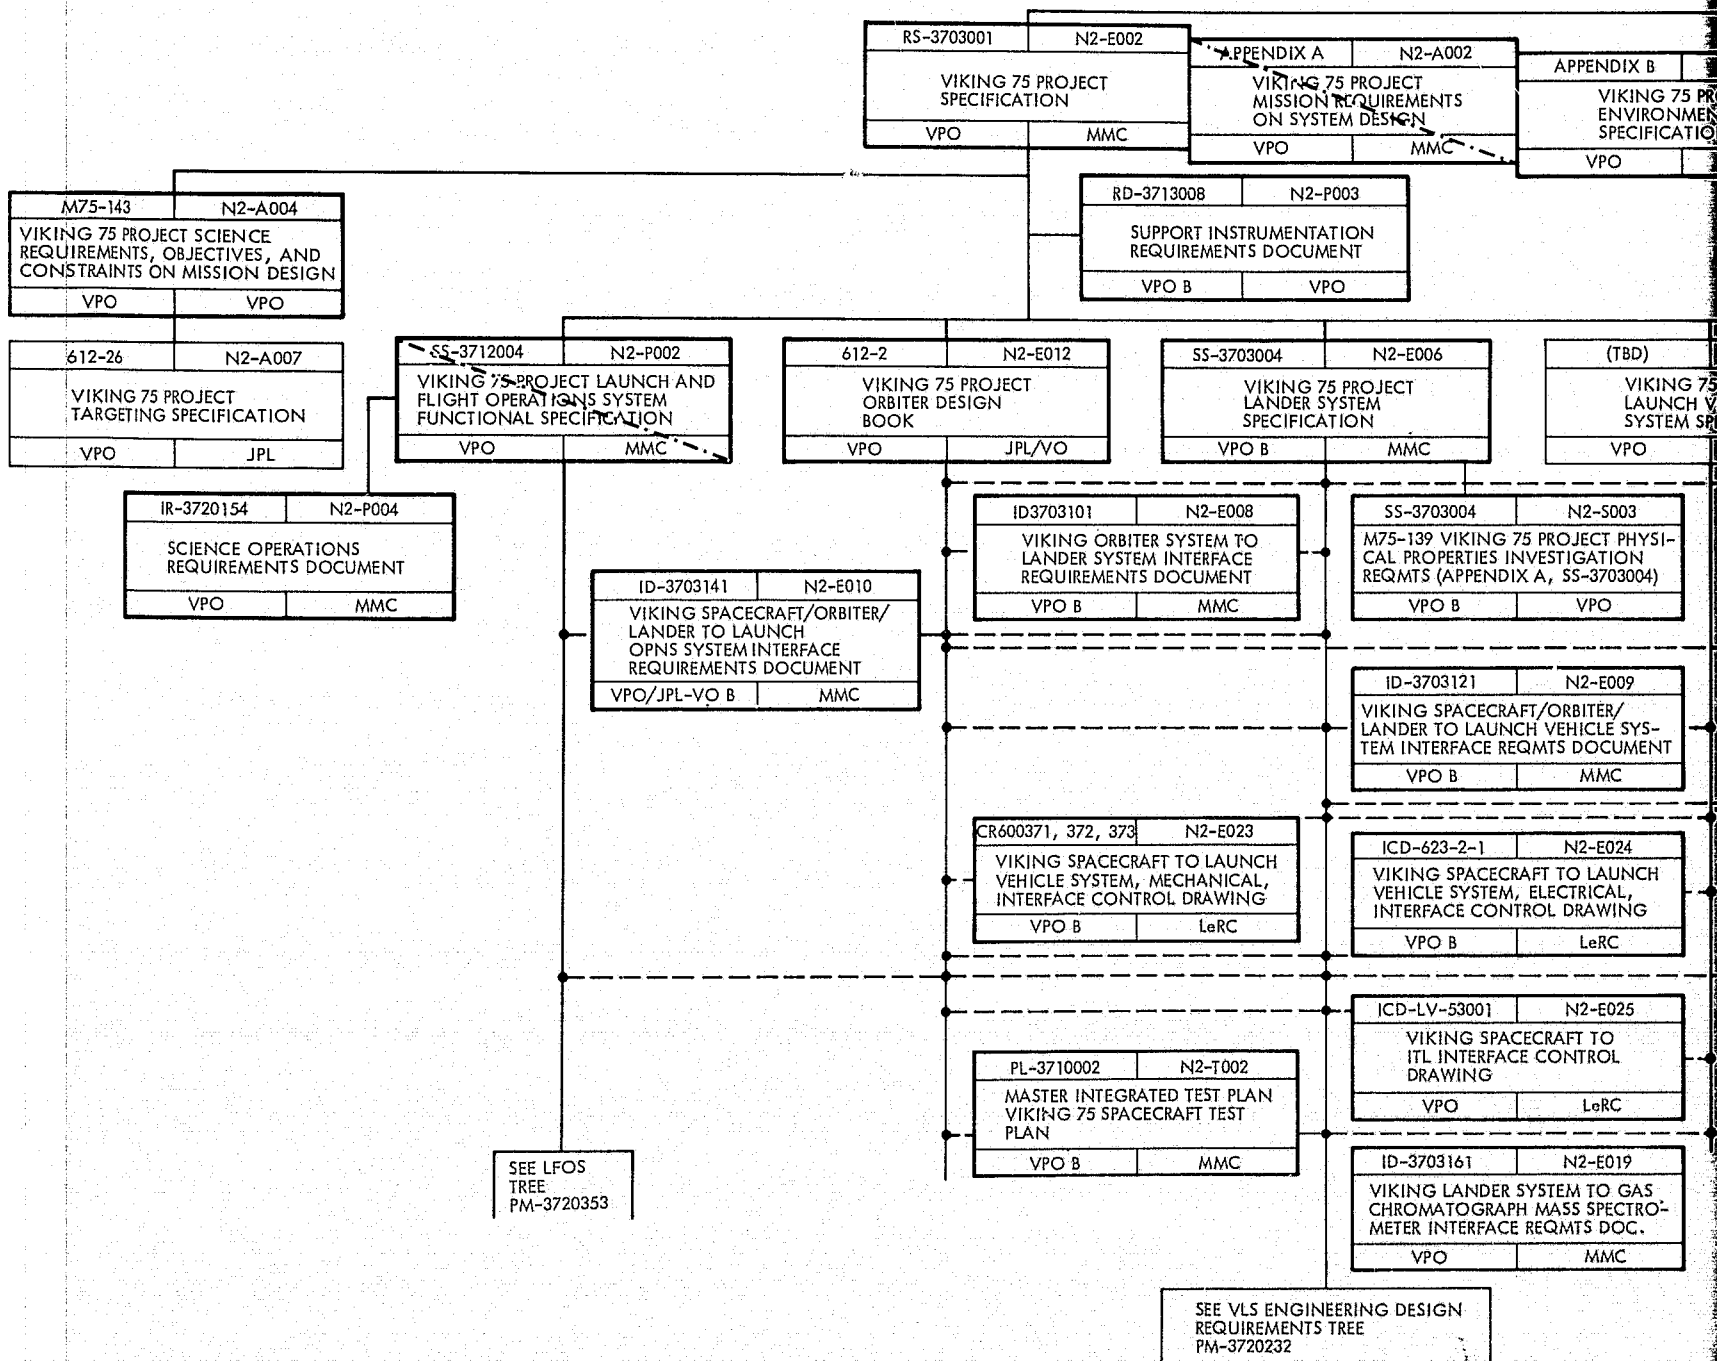 RS-3703001 N2-E002
VIKING 75 PROJECT
SPECIFICATION
VPO MMC
APPENDIX A N2-A002
VIKING 75 PROJECT
MISSION REQUIREMENTS
ON SYSTEM DESIGN
VPO MMC
APPENDIX B
VIKING 75
SPECIFICATIO
VPO
M75-143 N2-A004
VIKING 75 PROJECT SCIENCE
REQUIREMENTS, OBJECTIVES, AND
CONSTRAINTS ON MISSION DESIGN
VPO VPO
RD-3713008 N2-P003
SUPPORT INSTRUMENTATION
REQUIREMENTS DOCUMENT
VPO B VPO
612-26 N2-A007
VIKING 75 PROJECT
TARGETING SPECIFICATION
VPO JPL
SS-3712004 N2-P002
VIKING 75 PROJECT LAUNCH AND
FLIGHT OPERATIONS SYSTEM
FUNCTIONAL SPECIFICATION
VPO MMC
612-2 N2-E012
VIKING 75 PROJECT
ORBITER DESIGN
BOOK
VPO JPL/VO
SS-3703004 N2-E006
VIKING 75 PROJECT
LANDER SYSTEM
SPECIFICATION
VPO B MMC
(TBD)
VIKING 75
LAUNCH
SYSTEM
VPO
IR-3720154 N2-P004
SCIENCE OPERATIONS
REQUIREMENTS DOCUMENT
VPO MMC
ID3703101 N2-E008
VIKING ORBITER SYSTEM TO
LANDER SYSTEM INTERFACE
REQUIREMENTS DOCUMENT
VPO B MMC
SS-3703004 N2-S003
M75-139 VIKING 75 PROJECT PHYSI-
CAL PROPERTIES INVESTIGATION
REQMTS (APPENDIX A, SS-3703004)
VPO B VPO
ID-3703141 N2-E010
VIKING SPACECRAFT/ORBITER/
LANDER TO LAUNCH
OPNS SYSTEM INTERFACE
REQUIREMENTS DOCUMENT
VPO/JPL-VO B MMC
ID-3703121 N2-E009
VIKING SPACECRAFT/ORBITER/
LANDER TO LAUNCH VEHICLE SYS-
TEM INTERFACE REQMTS DOCUMENT
VPO B MMC
CR600371, 372, 373 N2-E023
VIKING SPACECRAFT TO LAUNCH
VEHICLE SYSTEM, MECHANICAL,
INTERFACE CONTROL DRAWING
VPO B LeRC
ICD-623-2-1 N2-E024
VIKING SPACECRAFT TO LAUNCH
VEHICLE SYSTEM, ELECTRICAL,
INTERFACE CONTROL DRAWING
VPO B LeRC
ICD-LV-53001 N2-E025
VIKING SPACECRAFT TO
ITL INTERFACE CONTROL
DRAWING
VPO LeRC
PL-3710002 N2-T002
MASTER INTEGRATED TEST PLAN
VIKING 75 SPACECRAFT TEST
PLAN
VPO B MMC
ID-3703161 N2-E019
VIKING LANDER SYSTEM TO GAS
CHROMATOGRAPH MASS SPECTRO-
METER INTERFACE REQMTS DOC.
VPO MMC
SEE LFOS
TREE
PM-3720353
SEE VLS ENGINEERING DESIGN
REQUIREMENTS TREE
PM-3720232